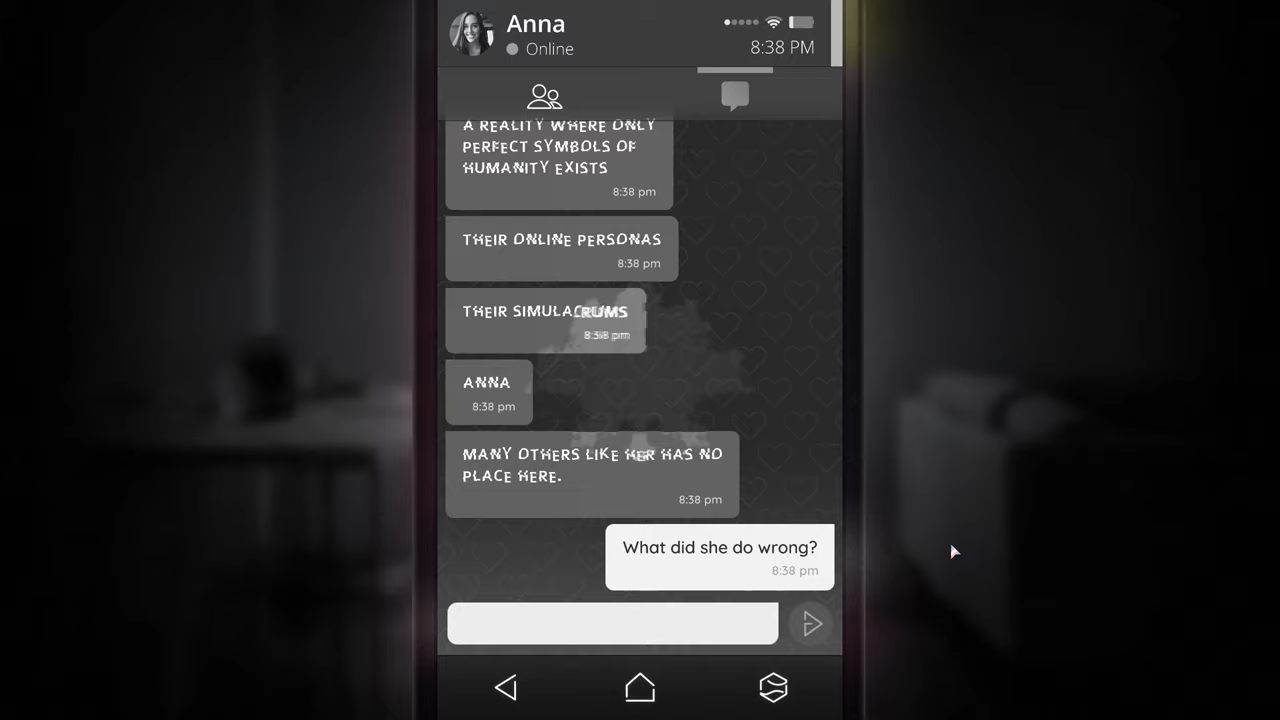 Anna
Online
8:38 PM
A REALITY WHERE ONLY
PERFECT SYMBOLS OF
HUMANITY EXISTS
8:38 pm
THEIR ONLINE PERSONAS
8:38 pm
THEIR SIMULACRUMS
8:38 pm
ANNA
8:38 pm
MANY OTHERS LIKE HER HAS NO
PLACE HERE.
8:38 pm
What did she do wrong?
8:38 pm